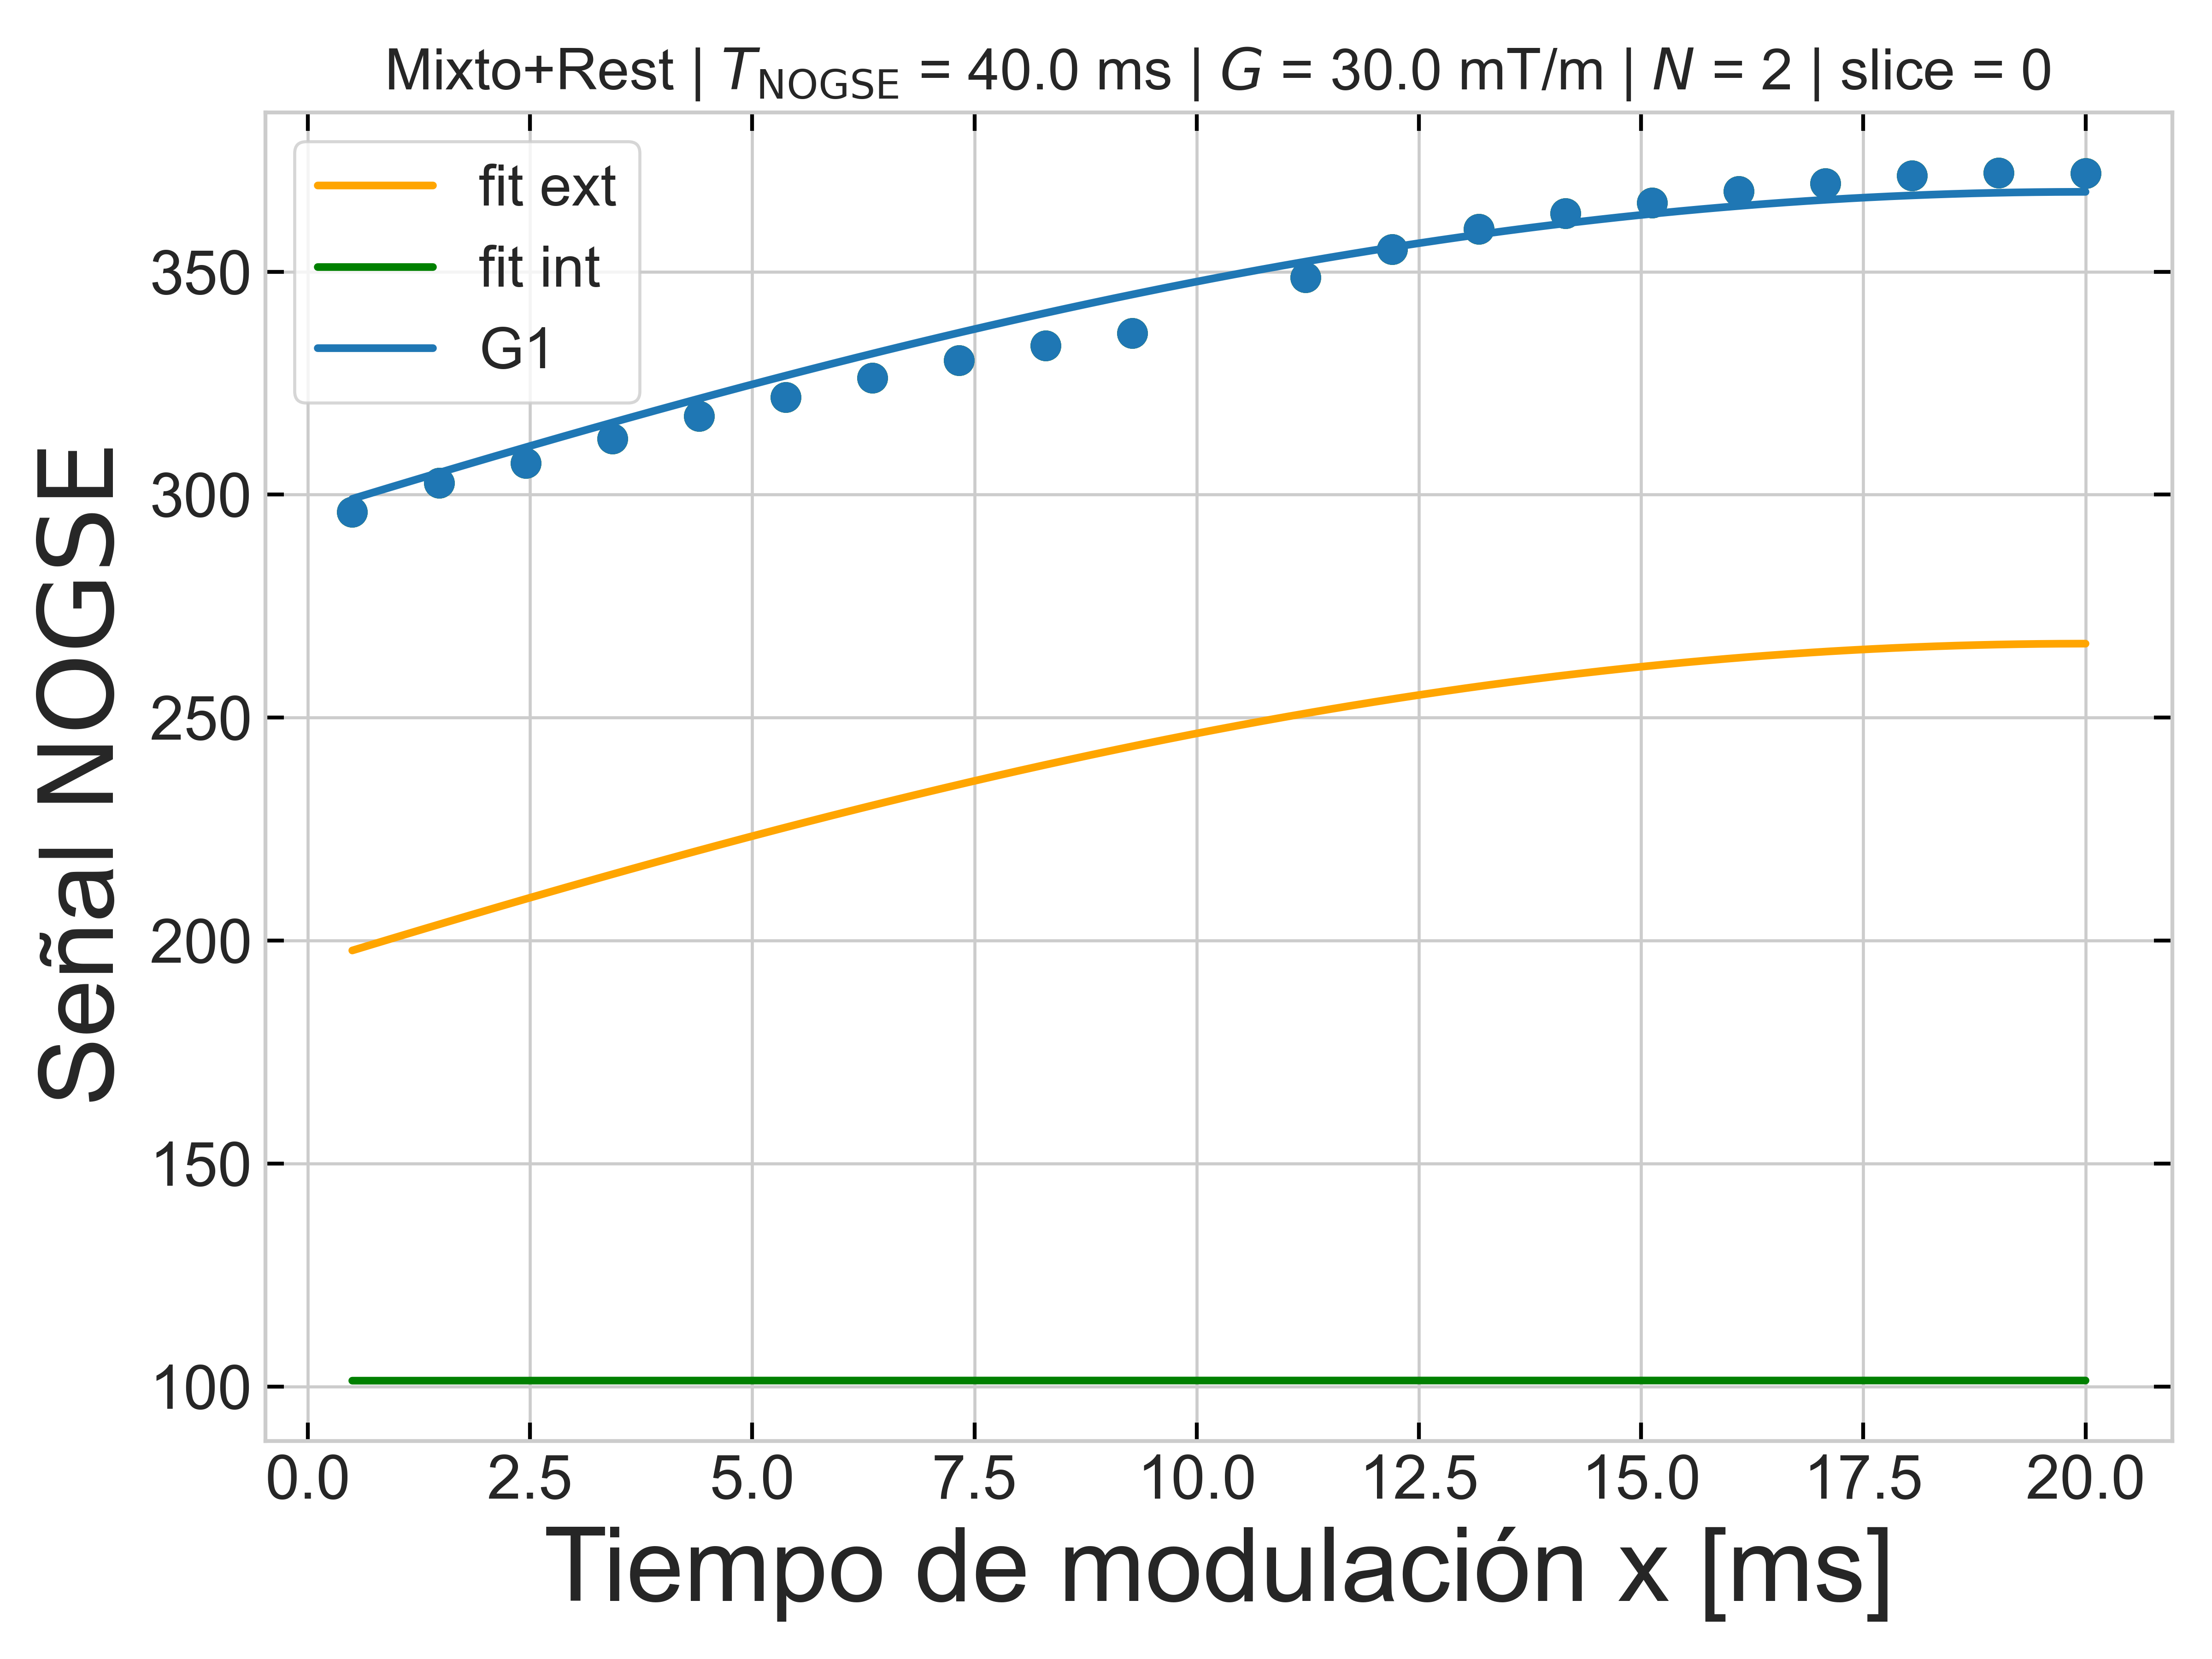 Mixto+Rest | T_NOGSE = 40.0 ms | G = 30.0 mT/m | N = 2 | slice = 0
fit ext
fit int
G1
Señal NOGSE
350
300
250
200
150
100
0.0 2.5 5.0 7.5 10.0 12.5 15.0 17.5 20.0
Tiempo de modulación x [ms]